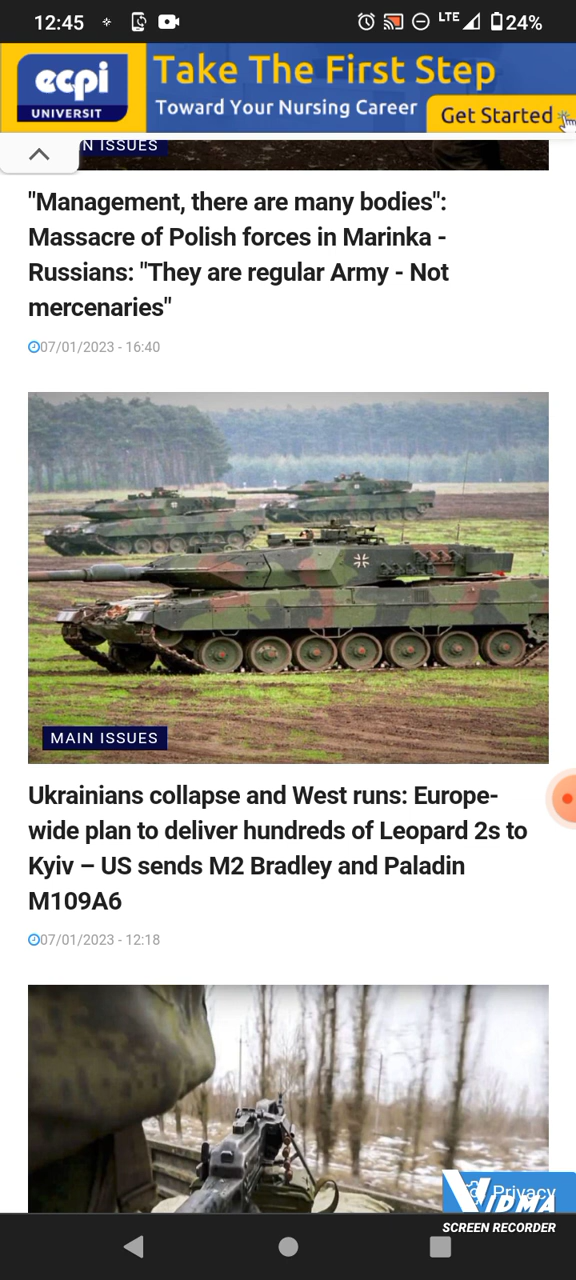 12:45
LTE
24%
ecpi
UNIVERSIT
Take The First Step
Toward Your Nursing Career
Get Started
N ISSUES
"Management, there are many bodies":
Massacre of Polish forces in Marinka -
Russians: "They are regular Army - Not
mercenaries"
07/01/2023 - 16:40
MAIN ISSUES
Ukrainians collapse and West runs: Europe-
wide plan to deliver hundreds of Leopard 2s to
Kyiv – US sends M2 Bradley and Paladin
M109A6
07/01/2023 - 12:18
Privacy
VIDMA
SCREEN RECORDER